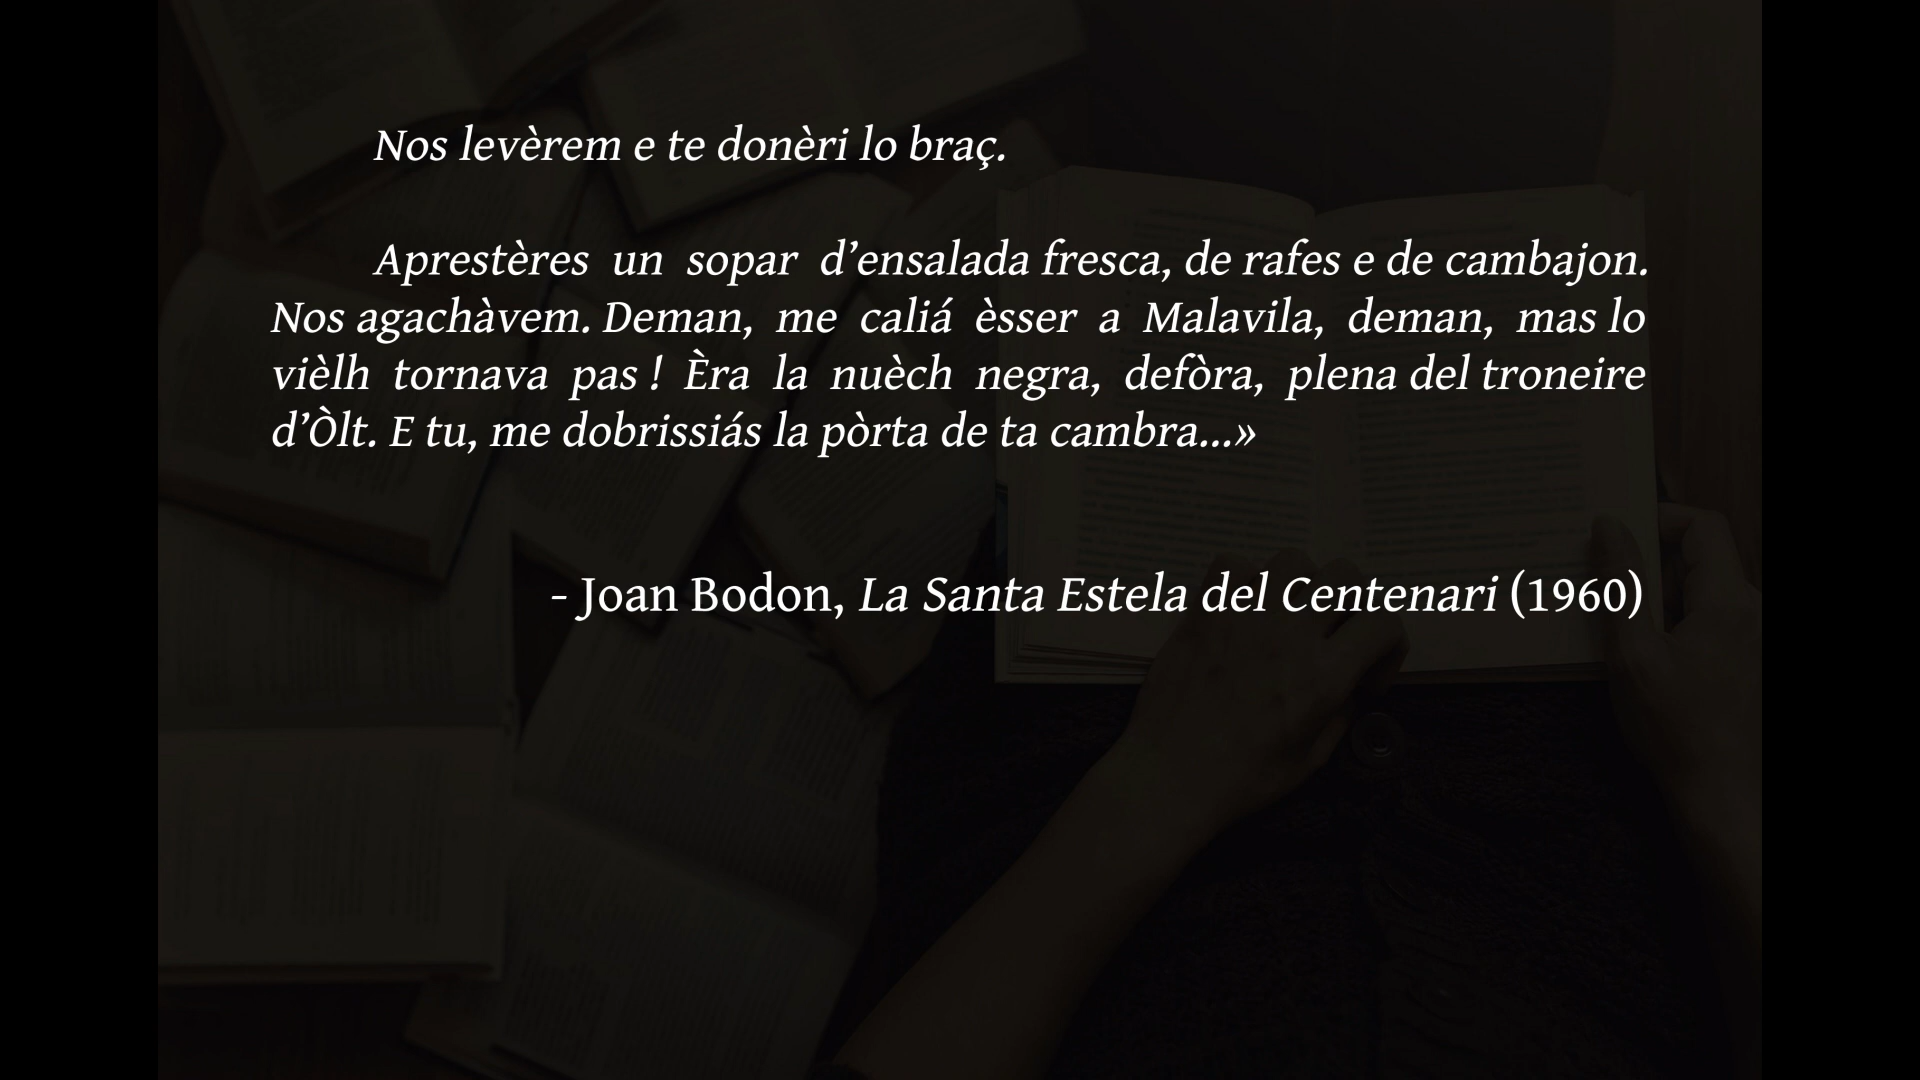 Nos levèrem e te donèri lo braç.
Aprestères un sopar d’ensalada fresca, de rafes e de cambajon.
Nos agachàvem. Deman, me caliá èsser a Malavila, deman, mas lo
vièlh tornava pas ! Èra la nuèch negra, defòra, plena del troneire
d’Òlt. E tu, me dobrissiás la pòrta de ta cambra...»
- Joan Bodon, La Santa Estela del Centenari (1960)